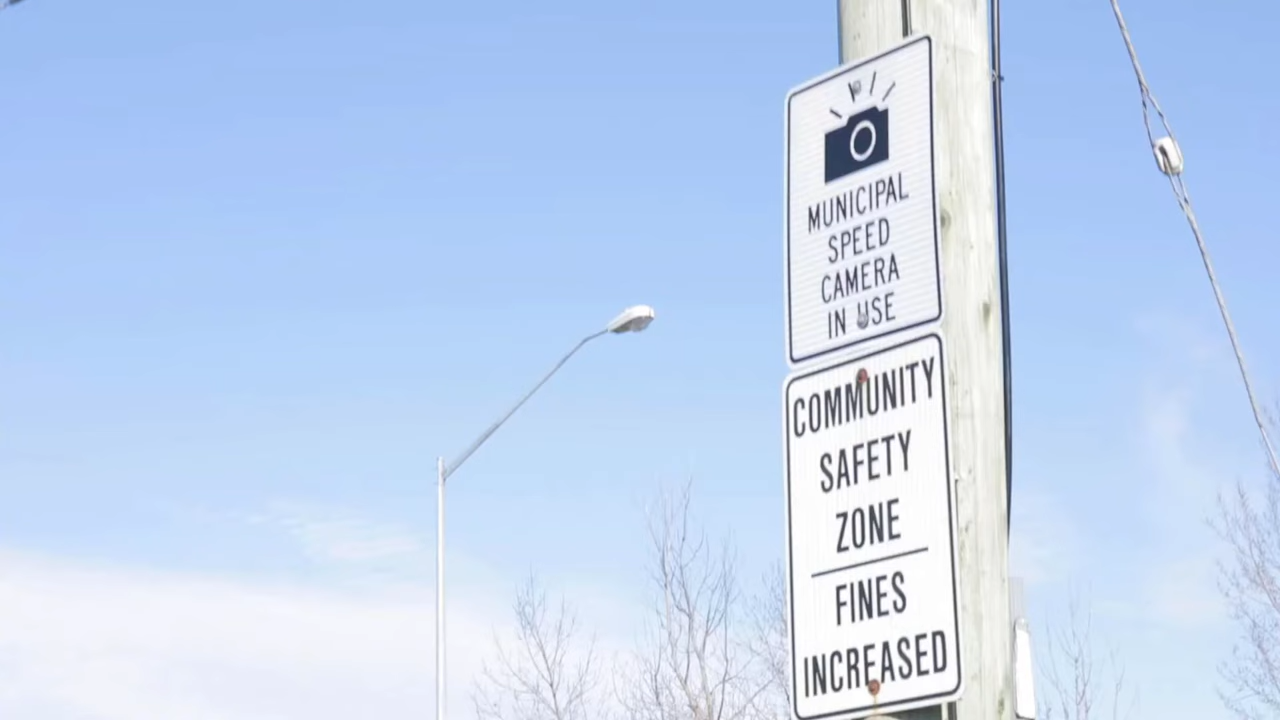 MUNICIPAL
SPEED
CAMERA
IN USE
COMMUNITY
SAFETY
ZONE
FINES
INCREASED